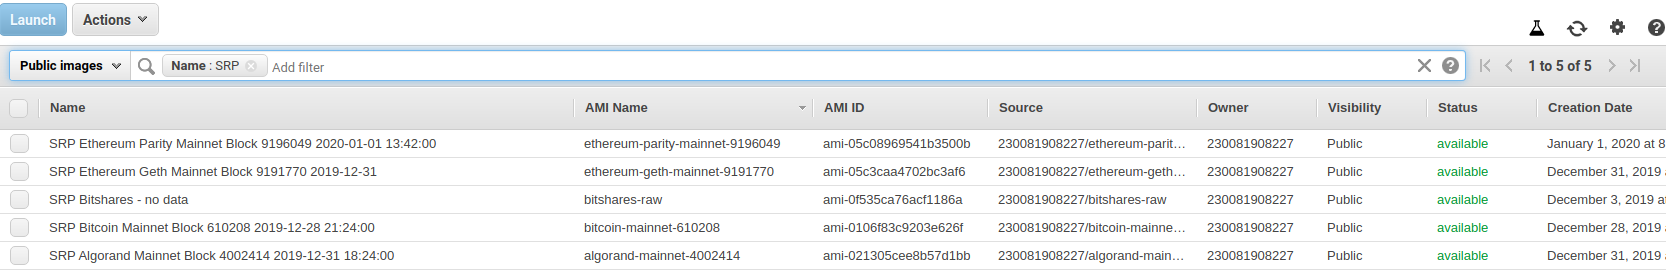 Launch Actions
Public images Name : SRP Add filter 1 to 5 of 5
Name AMI Name AMI ID Source Owner Visibility Status Creation Date
SRP Ethereum Parity Mainnet Block 9196049 2020-01-01 13:42:00 ethereum-parity-mainnet-9196049 ami-05c08969541b3500b 230081908227/ethereum-parit... 230081908227 Public available January 1, 2020 at 8
SRP Ethereum Geth Mainnet Block 9191770 2019-12-31 ethereum-geth-mainnet-9191770 ami-05c3caa4702bc3af6 230081908227/ethereum-geth... 230081908227 Public available December 31, 2019
SRP Bitshares - no data bitshares-raw ami-0f535ca76acf1186a 230081908227/bitshares-raw 230081908227 Public available December 3, 2019 at
SRP Bitcoin Mainnet Block 610208 2019-12-28 21:24:00 bitcoin-mainnet-610208 ami-0106f83c9203e626f 230081908227/bitcoin-mainne... 230081908227 Public available December 28, 2019
SRP Algorand Mainnet Block 4002414 2019-12-31 18:24:00 algorand-mainnet-4002414 ami-021305cee8b57d1bb 230081908227/algorand-main... 230081908227 Public available December 31, 2019